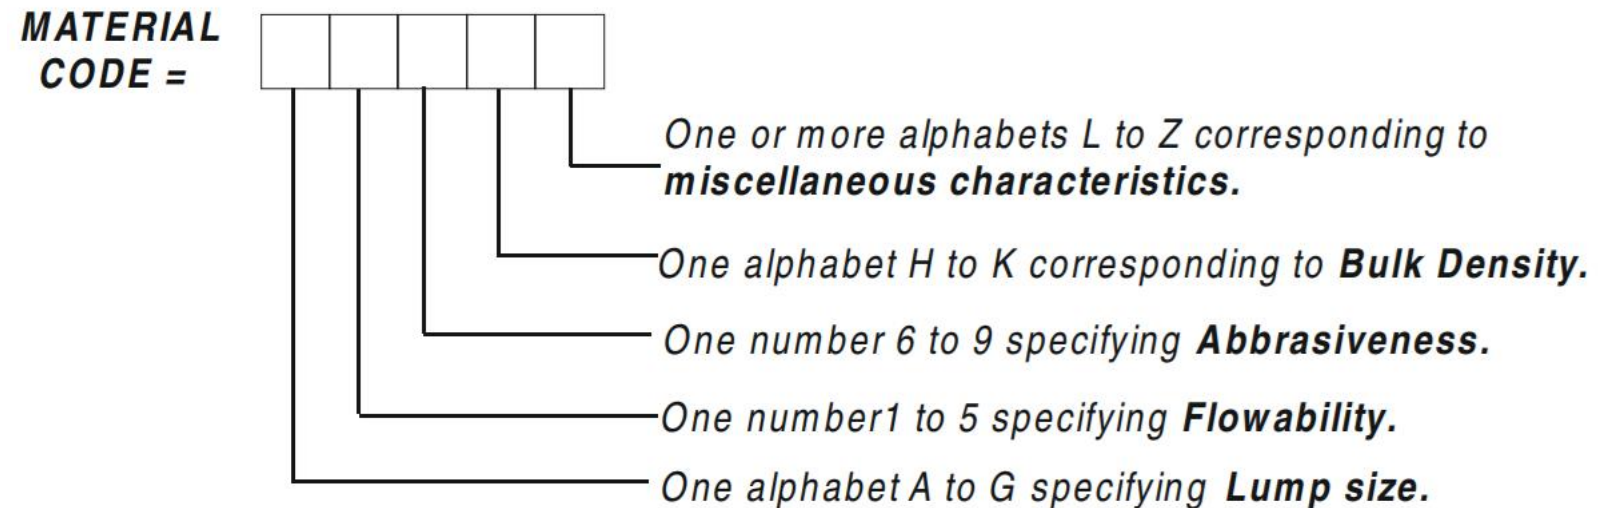 MATERIAL
CODE =
One or more alphabets L to Z corresponding to
miscellaneous characteristics.
One alphabet H to K corresponding to Bulk Density.
One number 6 to 9 specifying Abbrasiveness.
One number1 to 5 specifying Flowability.
One alphabet A to G specifying Lump size.